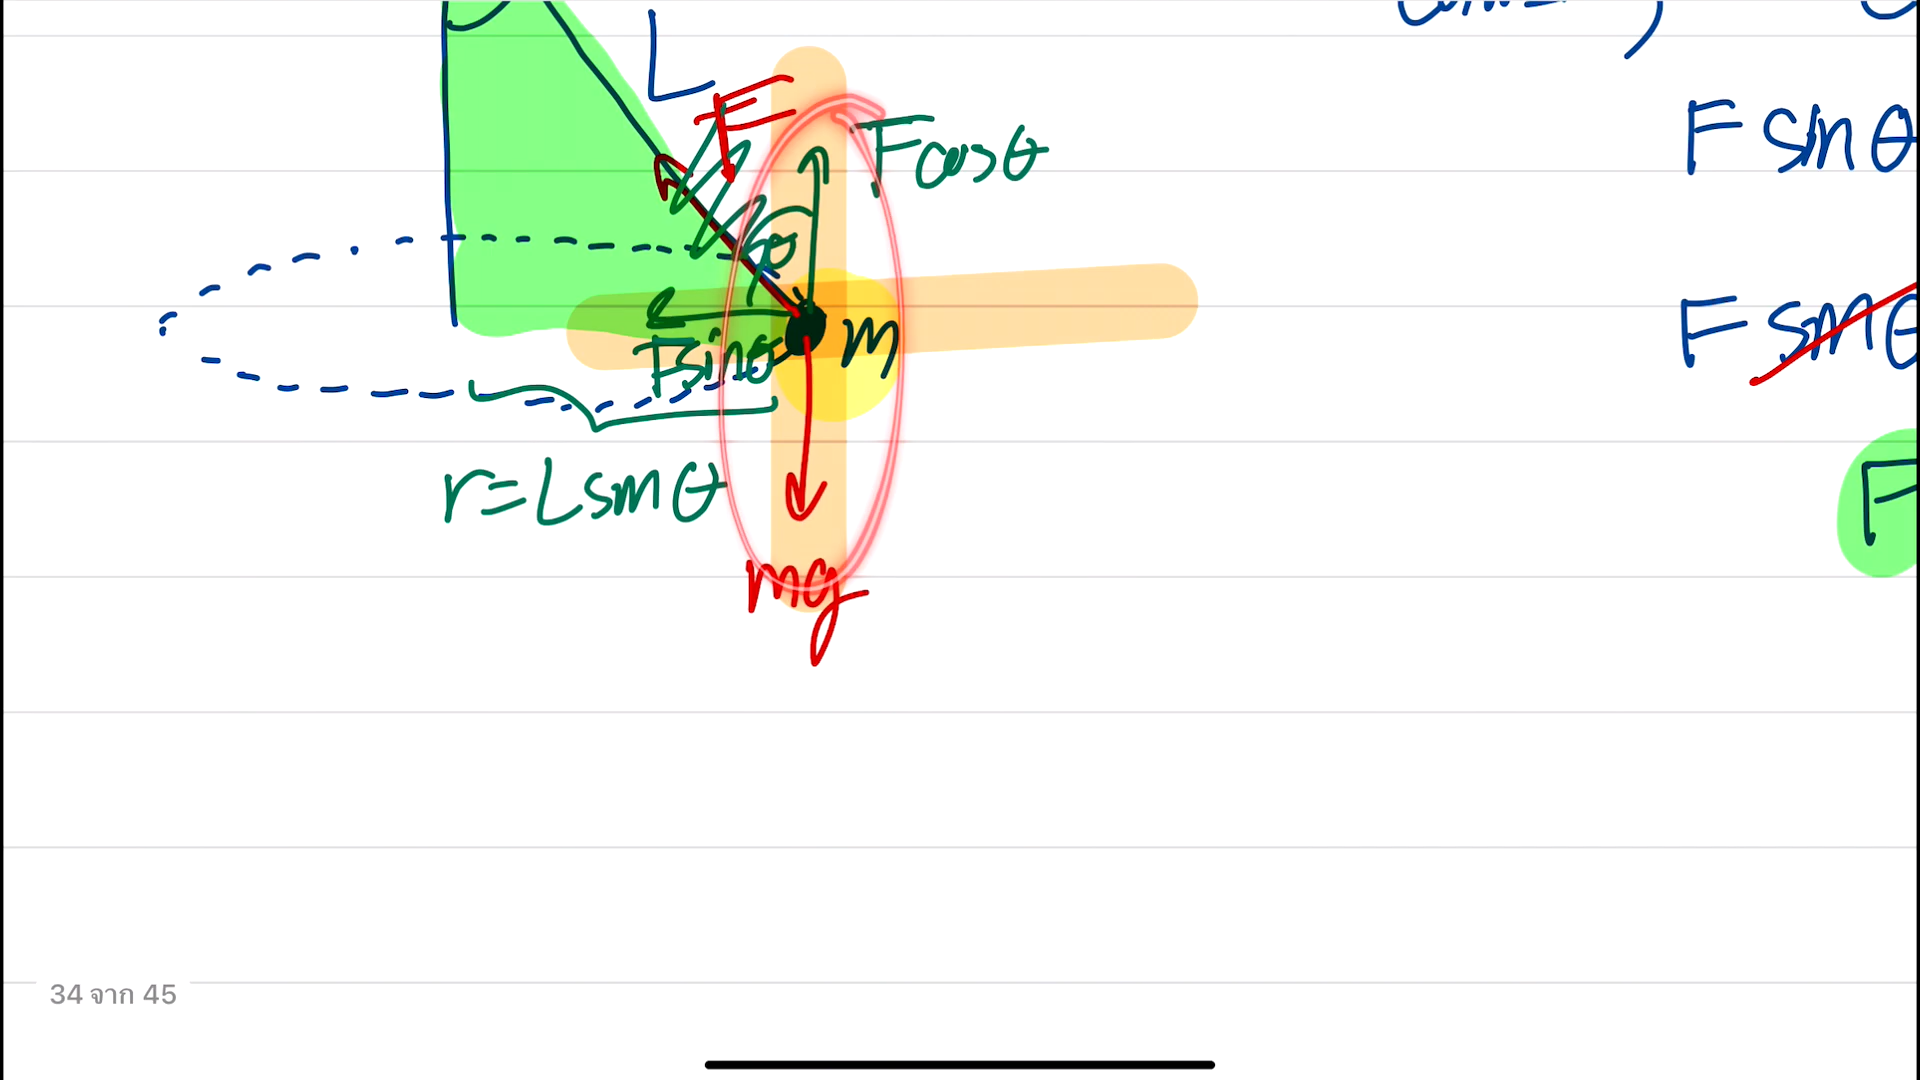 L
F
F cos θ
F sin θ
θ
F sin θ
m
F sin θ
r = L sin θ
F
mg
34 จาก 45